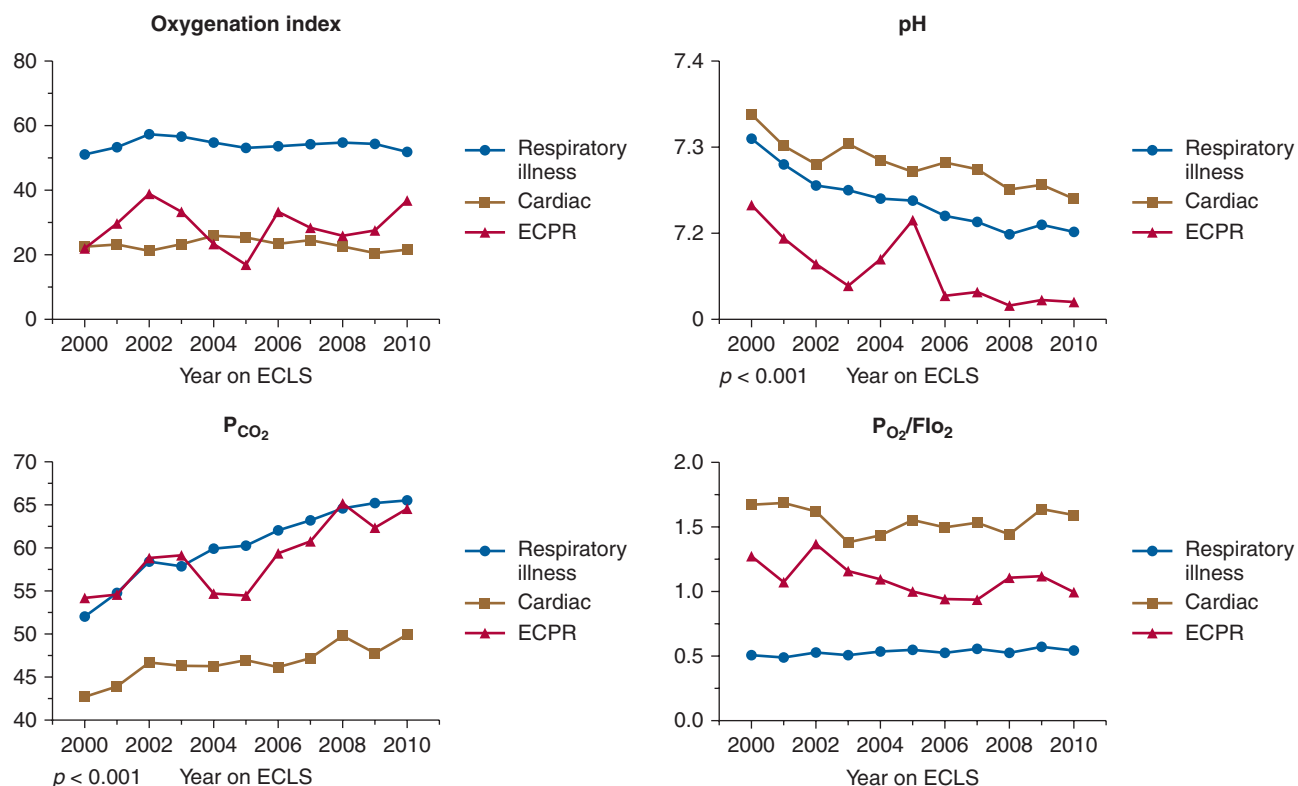 Oxygenation index
80
60
40
20
0
2000 2002 2004 2006 2008 2010
Year on ECLS
Respiratory
illness
Cardiac
ECPR
pH
7.4
7.3
7.2
0
2000 2002 2004 2006 2008 2010
p < 0.001 Year on ECLS
Respiratory
illness
Cardiac
ECPR
PCO2
70
65
60
55
50
45
40
2000 2002 2004 2006 2008 2010
p < 0.001 Year on ECLS
Respiratory
illness
Cardiac
ECPR
PO2/FIo2
2.0
1.5
1.0
0.5
0.0
2000 2002 2004 2006 2008 2010
Year on ECLS
Respiratory
illness
Cardiac
ECPR